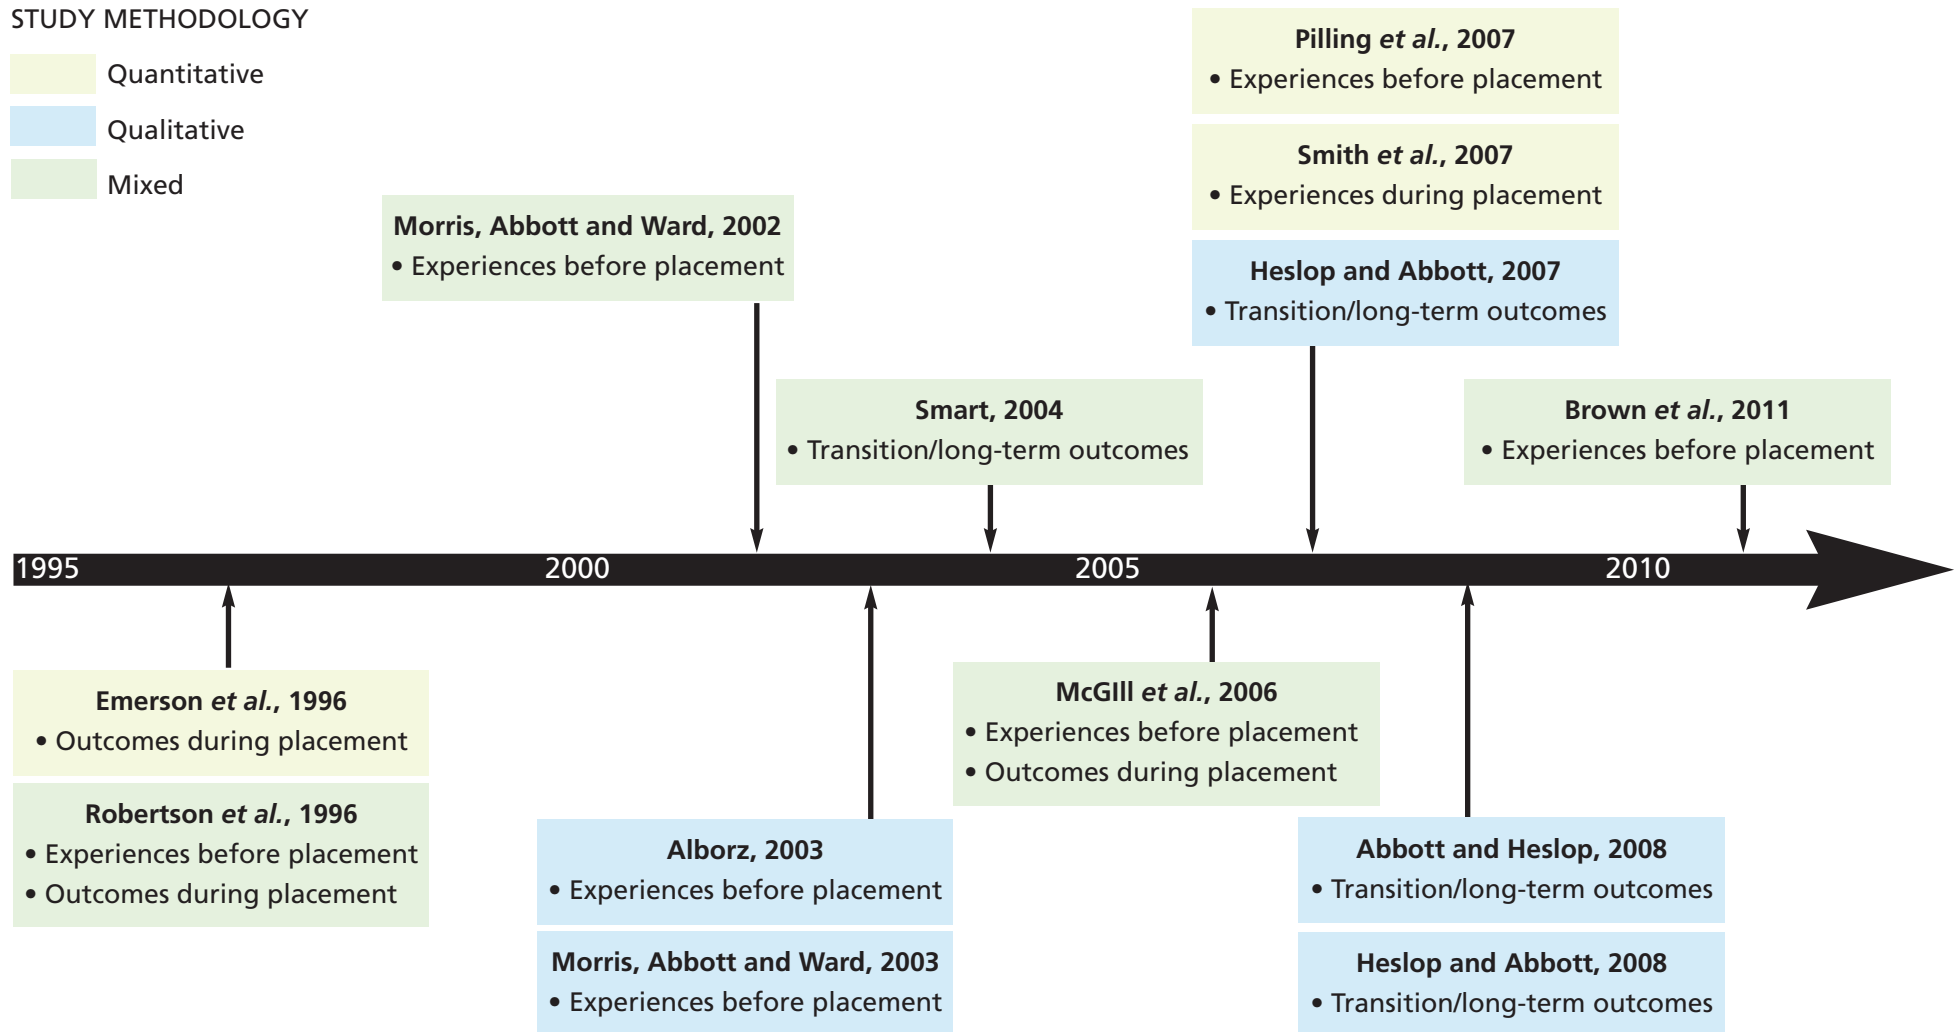 STUDY METHODOLOGY
Quantitative
Qualitative
Mixed
Pilling et al., 2007
• Experiences before placement
Smith et al., 2007
• Experiences during placement
Heslop and Abbott, 2007
• Transition/long-term outcomes
Morris, Abbott and Ward, 2002
• Experiences before placement
Smart, 2004
• Transition/long-term outcomes
Brown et al., 2011
• Experiences before placement
1995 2000 2005 2010
Emerson et al., 1996
• Outcomes during placement
Robertson et al., 1996
• Experiences before placement
• Outcomes during placement
Alborz, 2003
• Experiences before placement
Morris, Abbott and Ward, 2003
• Experiences before placement
McGIll et al., 2006
• Experiences before placement
• Outcomes during placement
Abbott and Heslop, 2008
• Transition/long-term outcomes
Heslop and Abbott, 2008
• Transition/long-term outcomes